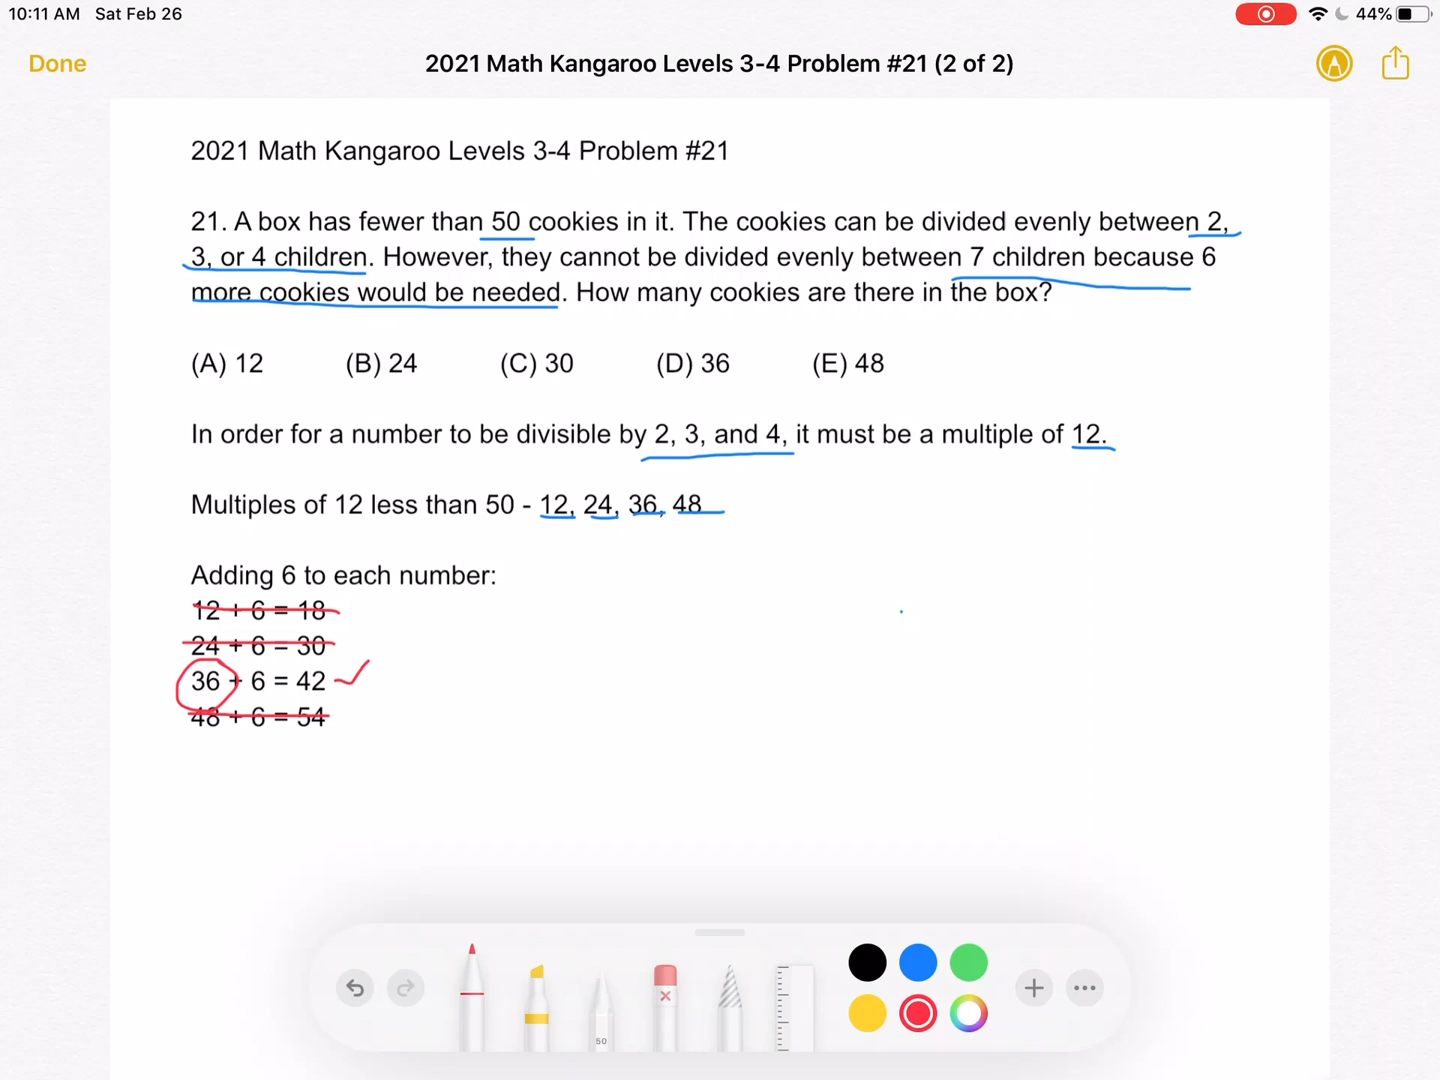 10:11 AM Sat Feb 26
44%
Done
2021 Math Kangaroo Levels 3-4 Problem #21 (2 of 2)
2021 Math Kangaroo Levels 3-4 Problem #21
21. A box has fewer than 50 cookies in it. The cookies can be divided evenly between 2,
3, or 4 children. However, they cannot be divided evenly between 7 children because 6
more cookies would be needed. How many cookies are there in the box?
(A) 12 (B) 24 (C) 30 (D) 36 (E) 48
In order for a number to be divisible by 2, 3, and 4, it must be a multiple of 12.
Multiples of 12 less than 50 - 12, 24, 36, 48
Adding 6 to each number:
12 + 6 = 18
24 + 6 = 30
36 + 6 = 42
48 + 6 = 54
50